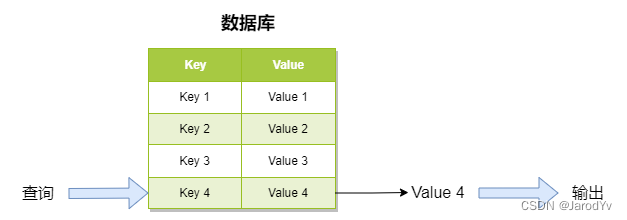 数据库
Key Value
Key 1 Value 1
Key 2 Value 2
Key 3 Value 3
查询 Key 4 Value 4 Value 4 输出
CSDN @JarodYv